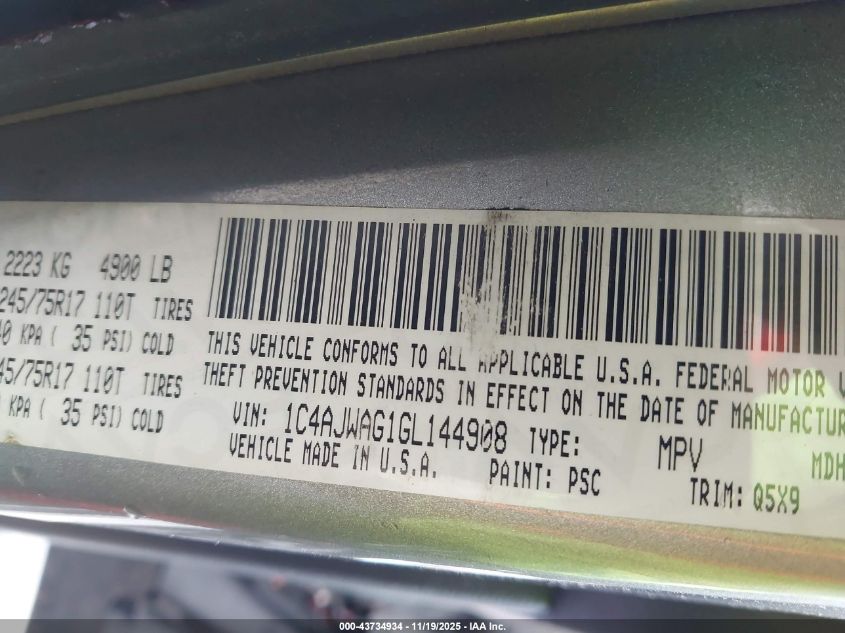 2223 KG 4900 LB
245/75R17 110T TIRES
KPA ( 35 PSI) COLD
45/75R17 110T TIRES
KPA ( 35 PSI) COLD
THIS VEHICLE CONFORMS TO ALL APPLICABLE U.S.A. FEDERAL MOTOR V
THEFT PREVENTION STANDARDS IN EFFECT ON THE DATE OF MANUFACTUR
VIN: 1C4AJWAG1GL144908 TYPE: MPV MDH
VEHICLE MADE IN U.S.A. PAINT: PSC TRIM: Q5X9
000-43734934 - 11/19/2025 - IAA Inc.